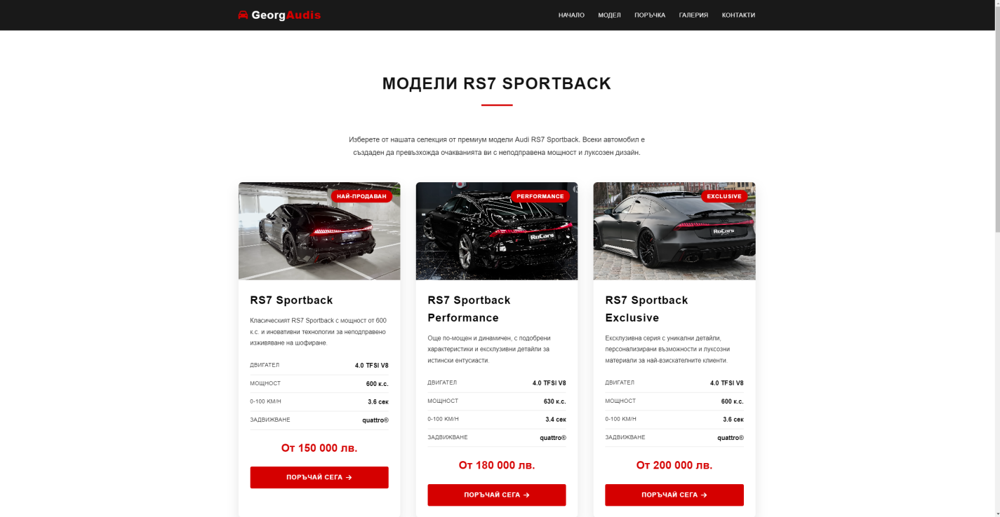 GeorgAudis
НАЧАЛО МОДЕЛ ПОРЪЧКА ГАЛЕРИЯ КОНТАКТИ
МОДЕЛИ RS7 SPORTBACK
Изберете от нашата селекция от премиум модели Audi RS7 Sportback. Всеки автомобил е
създаден да превъзхожда очакванията ви с неподправена мощност и луксозен дизайн.
НАЙ-ПРОДАВАН
RS7 Sportback
Класическият RS7 Sportback с мощност от 600
к.с. и иновативни технологии за неподправено
изживяване на шофиране.
ДВИГАТЕЛ 4.0 TFSI V8
МОЩНОСТ 600 к.с.
0-100 КМ/Н 3.6 сек
ЗАДВИЖВАНЕ quattro®
От 150 000 лв.
ПОРЪЧАЙ СЕГА →
PERFORMANCE
RuCars
RS7 Sportback
Performance
Още по-мощен и динамичен, с подобрени
характеристики и ексклузивни детайли за
истински ентусиасти.
ДВИГАТЕЛ 4.0 TFSI V8
МОЩНОСТ 630 к.с.
0-100 КМ/Н 3.4 сек
ЗАДВИЖВАНЕ quattro®
От 180 000 лв.
ПОРЪЧАЙ СЕГА →
EXCLUSIVE
RuCars
RS7 Sportback
Exclusive
Ексклузивна серия с уникални детайли,
персонализирани възможности и луксозни
материали за най-взискателните клиенти.
ДВИГАТЕЛ 4.0 TFSI V8
МОЩНОСТ 600 к.с.
0-100 КМ/Н 3.6 сек
ЗАДВИЖВАНЕ quattro®
От 200 000 лв.
ПОРЪЧАЙ СЕГА →